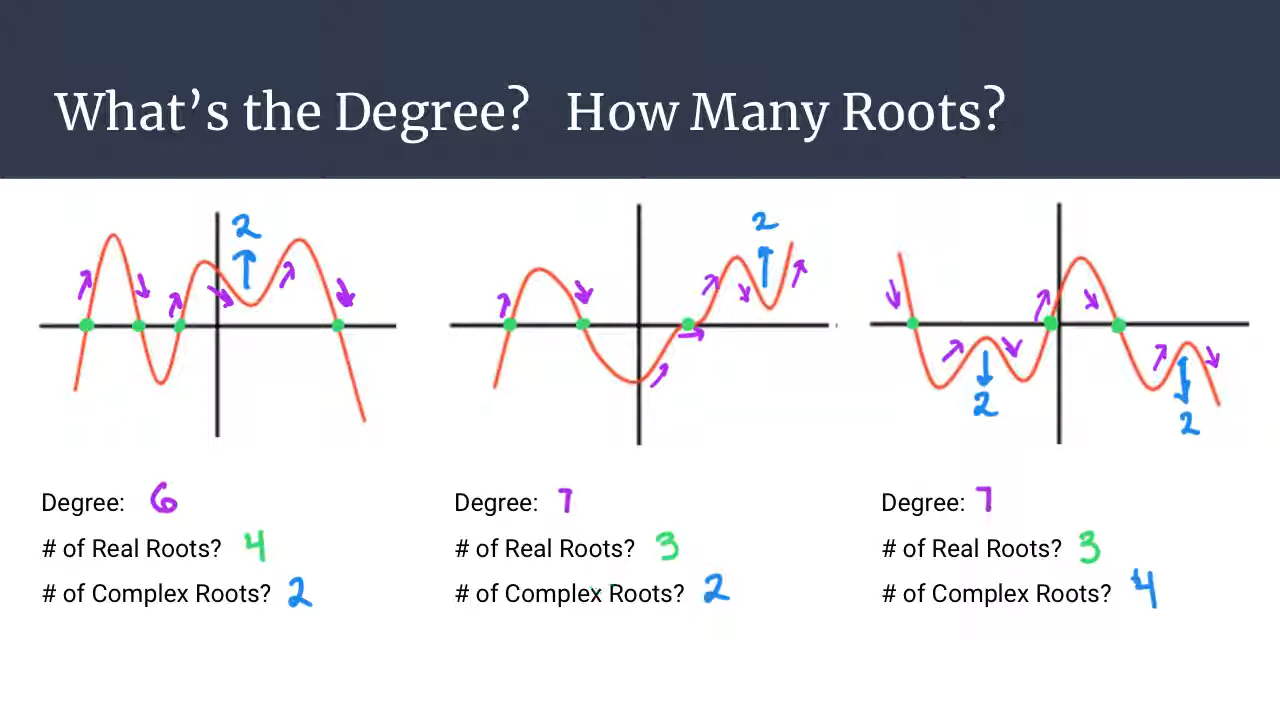 What's the Degree? How Many Roots?
2
2
2
2
Degree: 6
# of Real Roots? 4
# of Complex Roots? 2
Degree: 7
# of Real Roots? 3
# of Complex Roots? 2
Degree: 7
# of Real Roots? 3
# of Complex Roots? 4